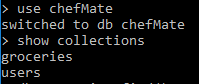 > use chefMate
switched to db chefMate
> show collections
groceries
users